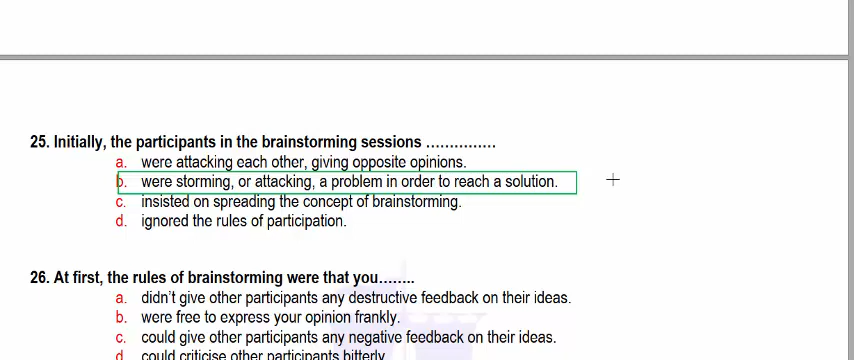 25. Initially, the participants in the brainstorming sessions ……………
a. were attacking each other, giving opposite opinions.
b. were storming, or attacking, a problem in order to reach a solution.
c. insisted on spreading the concept of brainstorming.
d. ignored the rules of participation.
26. At first, the rules of brainstorming were that you……..
a. didn't give other participants any destructive feedback on their ideas.
b. were free to express your opinion frankly.
c. could give other participants any negative feedback on their ideas.
d. could criticise other participants bitterly.